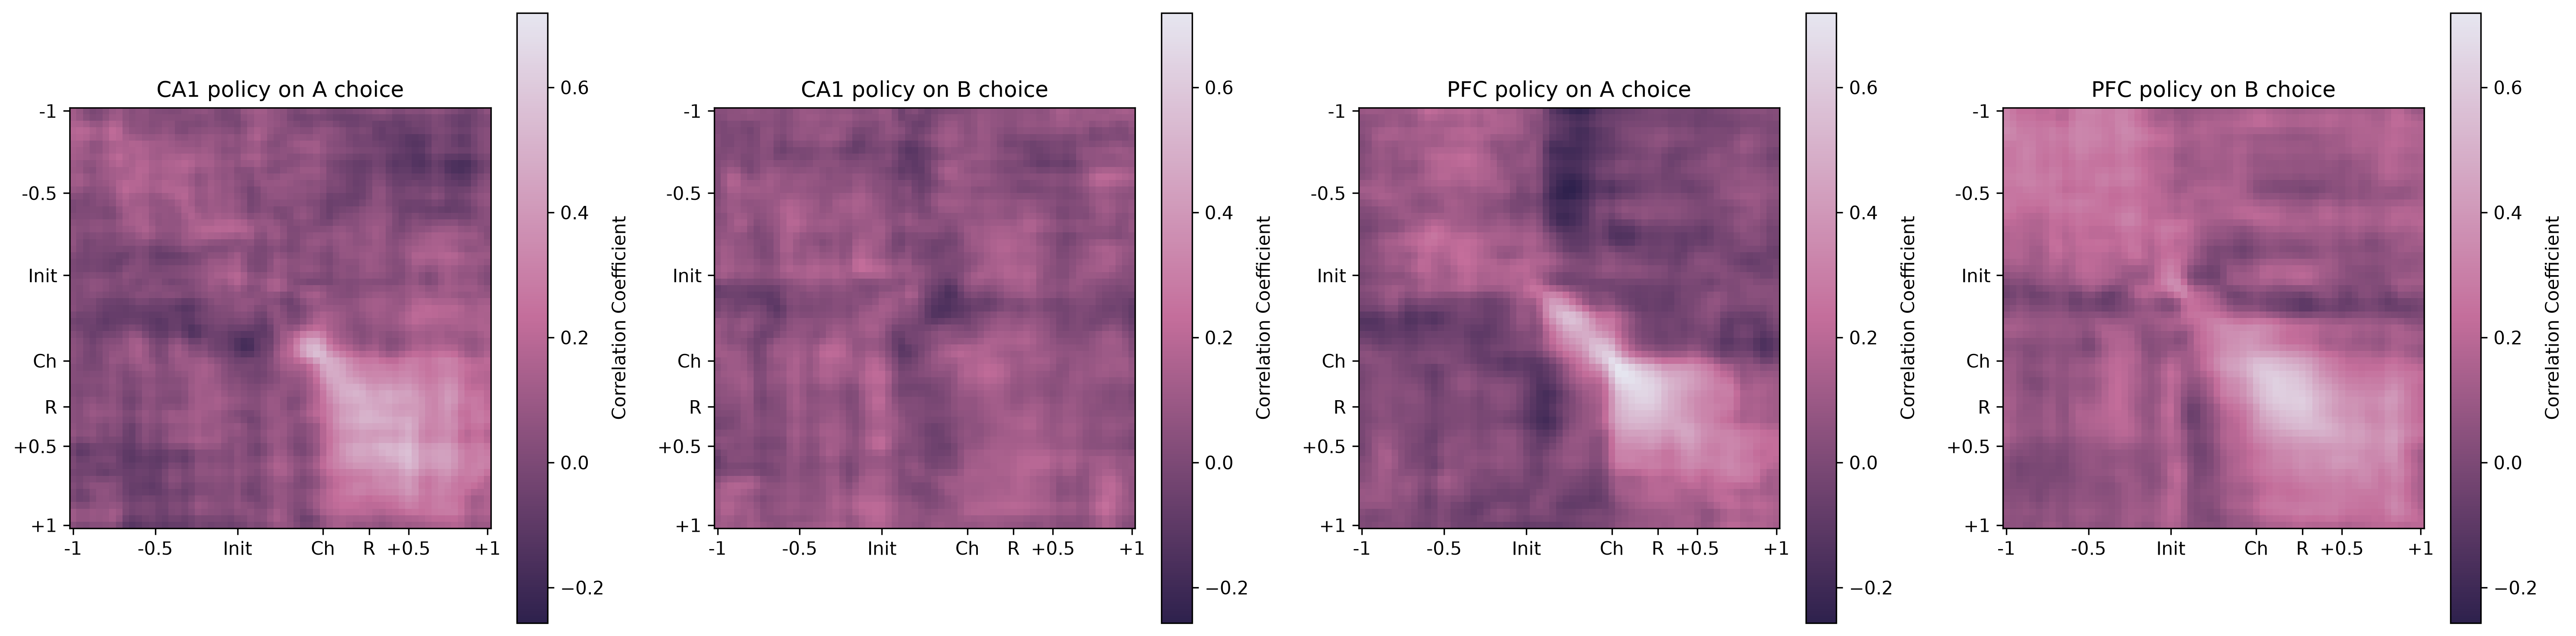 CA1 policy on A choice
-1
-0.5
Init
Ch
R
+0.5
+1
-1 -0.5 Init Ch R +0.5 +1
0.6
0.4
0.2
0.0
−0.2
Correlation Coefficient
CA1 policy on B choice
-1
-0.5
Init
Ch
R
+0.5
+1
-1 -0.5 Init Ch R +0.5 +1
0.6
0.4
0.2
0.0
−0.2
Correlation Coefficient
PFC policy on A choice
-1
-0.5
Init
Ch
R
+0.5
+1
-1 -0.5 Init Ch R +0.5 +1
0.6
0.4
0.2
0.0
−0.2
Correlation Coefficient
PFC policy on B choice
-1
-0.5
Init
Ch
R
+0.5
+1
-1 -0.5 Init Ch R +0.5 +1
0.6
0.4
0.2
0.0
−0.2
Correlation Coefficient